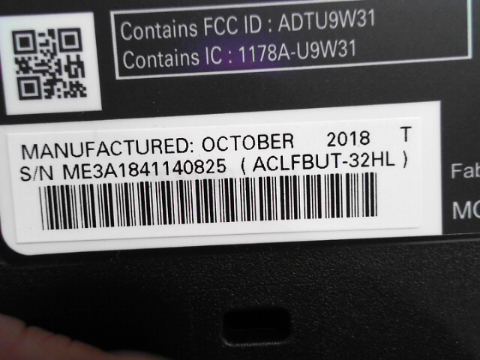 Contains FCC ID : ADTU9W31
Contains IC : 1178A-U9W31
MANUFACTURED: OCTOBER 2018 T
S/N ME3A1841140825 ( ACLFBUT-32HL )